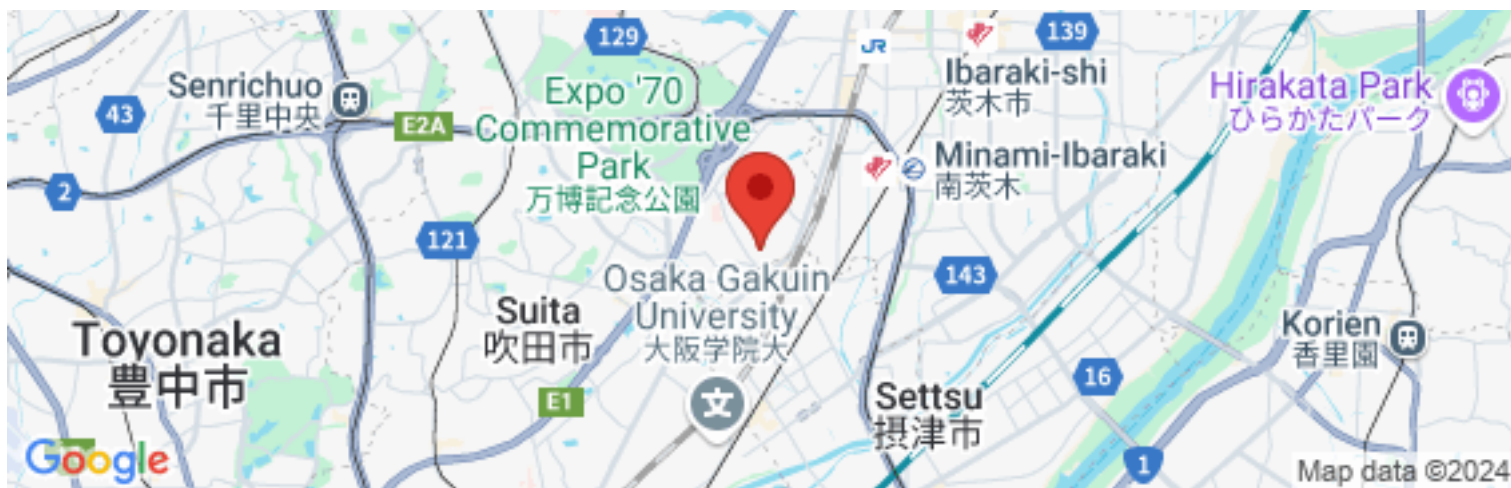 129
139
JR
Ibaraki-shi
茨木市
Senrichuo
千里中央
43
Expo '70
Commemorative
Park
万博記念公園
E2A
Hirakata Park
ひらかたパーク
Minami-Ibaraki
南茨木
2
121
143
Osaka Gakuin
University
大阪学院大
Suita
吹田市
Toyonaka
豊中市
Korien
香里園
16
E1
文
Settsu
摂津市
1
Google
Map data ©2024